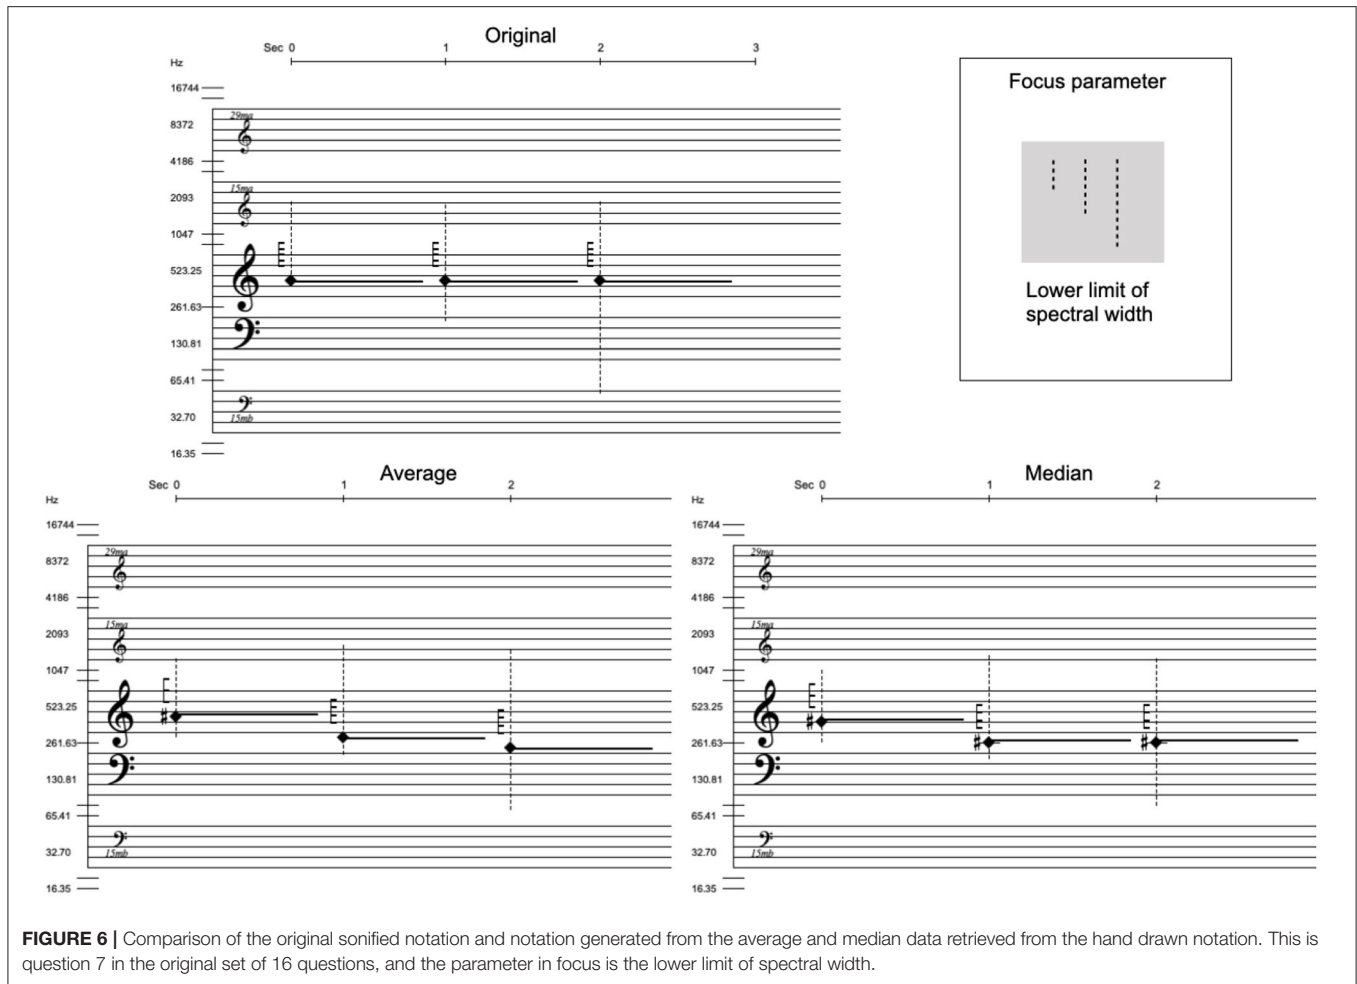 Original
Sec 0 1 2 3
Hz
16744
29ma
8372
4186
15ma
2093
1047
523.25
261.63
130.81
65.41
32.70
15mb
16.35
Focus parameter
Lower limit of
spectral width
Average
Sec 0 1 2
Hz
16744
29ma
8372
4186
15ma
2093
1047
523.25
261.63
130.81
65.41
32.70
15mb
16.35
Median
Sec 0 1 2
Hz
16744
29ma
8372
4186
15ma
2093
1047
523.25
261.63
130.81
65.41
32.70
15mb
16.35
FIGURE 6 | Comparison of the original sonified notation and notation generated from the average and median data retrieved from the hand drawn notation. This is
question 7 in the original set of 16 questions, and the parameter in focus is the lower limit of spectral width.